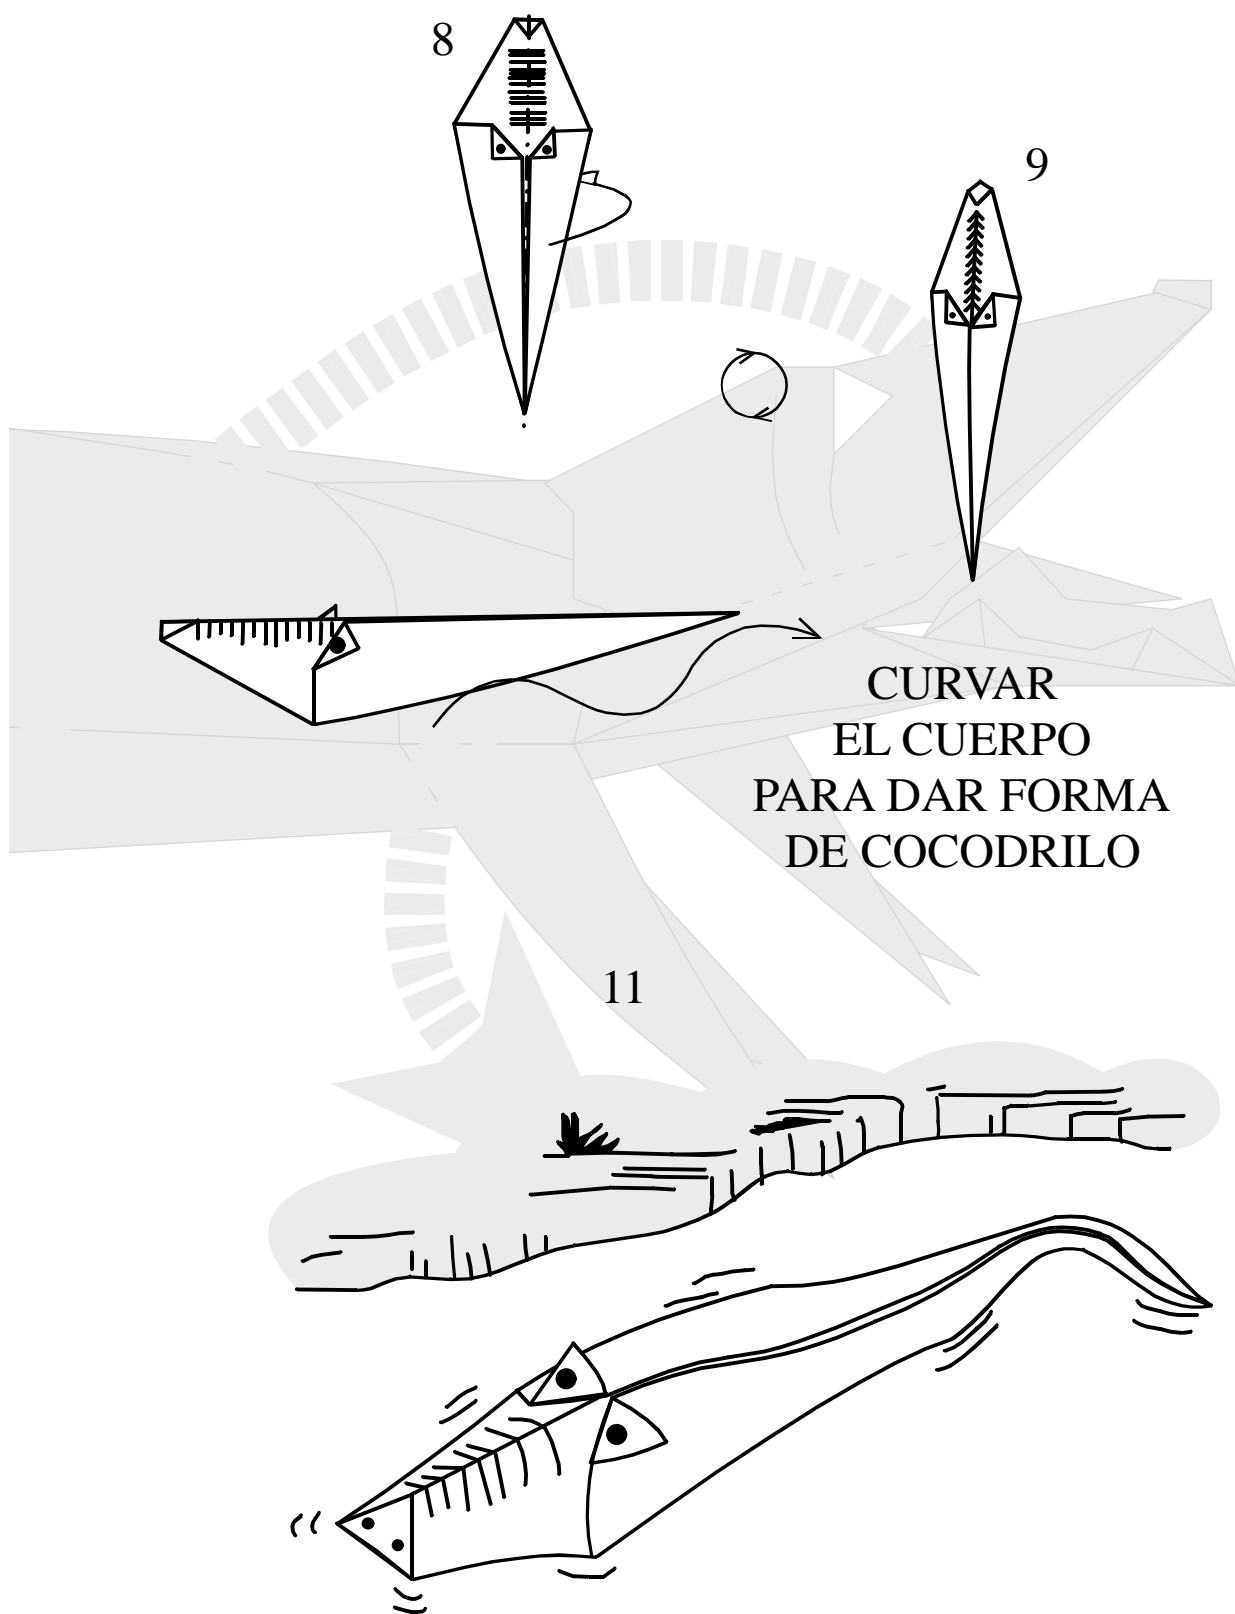 8
9
CURVAR
EL CUERPO
PARA DAR FORMA
DE COCODRILO
11